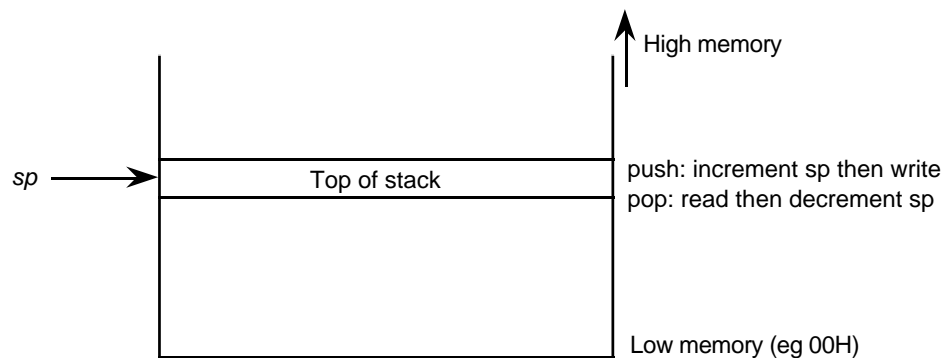 High memory
sp
Top of stack
push: increment sp then write
pop: read then decrement sp
Low memory (eg 00H)